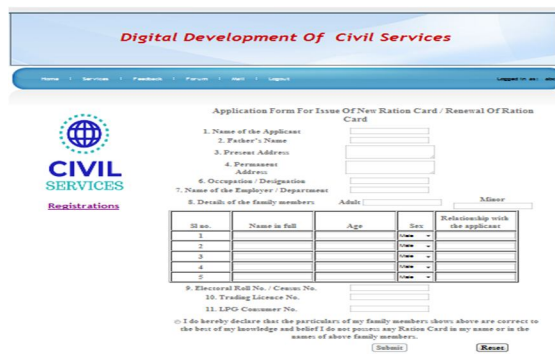 Digital Development Of Civil Services
Home Services Feedback Forum Mail Logout Logged in as:
Application Form For Issue Of New Ration Card / Renewal Of Ration
Card
CIVIL
SERVICES
Registrations
1. Name of the Applicant
2. Father's Name
3. Present Address
4. Permanent
Address
6. Occupation / Designation
7. Name of the Employer / Department
8. Details of the family members Adult Minor
Sl no. Name in full Age Sex Relationship with
the applicant
1 Male
2 Male
3 Male
4 Male
5 Male
9. Electoral Roll No. / Census No.
10. Trading Licence No.
11. LPG Consumer No.
I do hereby declare that the particulars of my family members shows above are correct to
the best of my knowledge and belief I do not possess any Ration Card in my name or in the
names of above family members.
Submit Reset